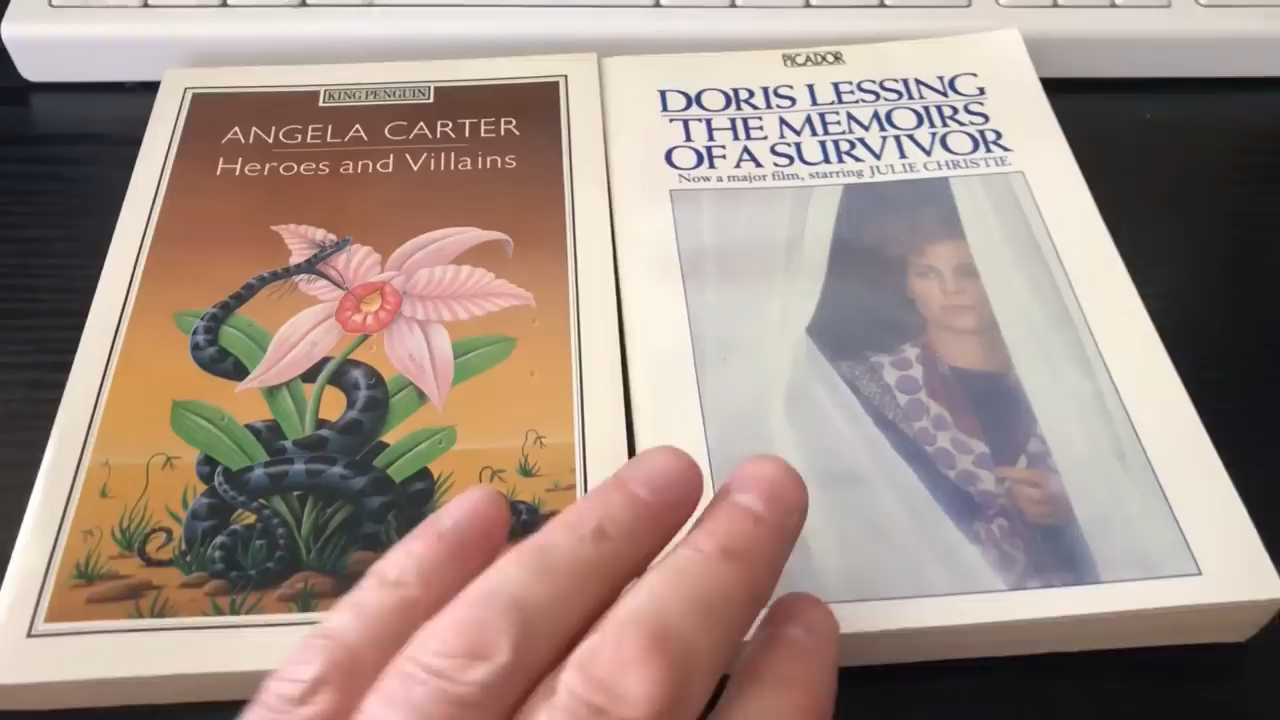 KING PENGUIN
ANGELA CARTER
Heroes and Villains
PICADOR
DORIS LESSING
THE MEMOIRS
OF A SURVIVOR
Now a major film, starring JULIE CHRISTIE